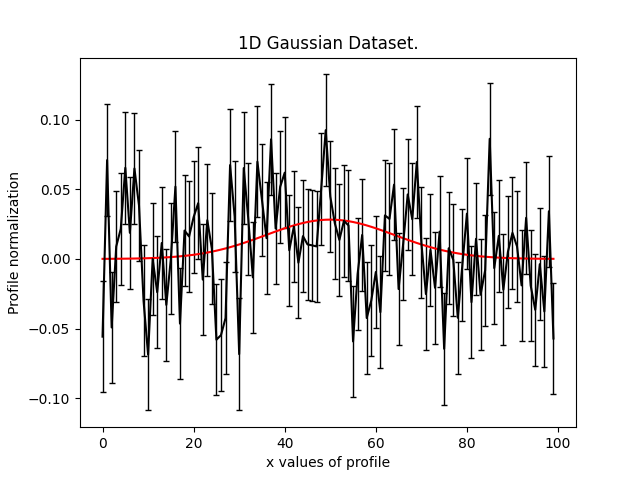 1D Gaussian Dataset.
Profile normalization
0.10
0.05
0.00
−0.05
−0.10
0 20 40 60 80 100
x values of profile